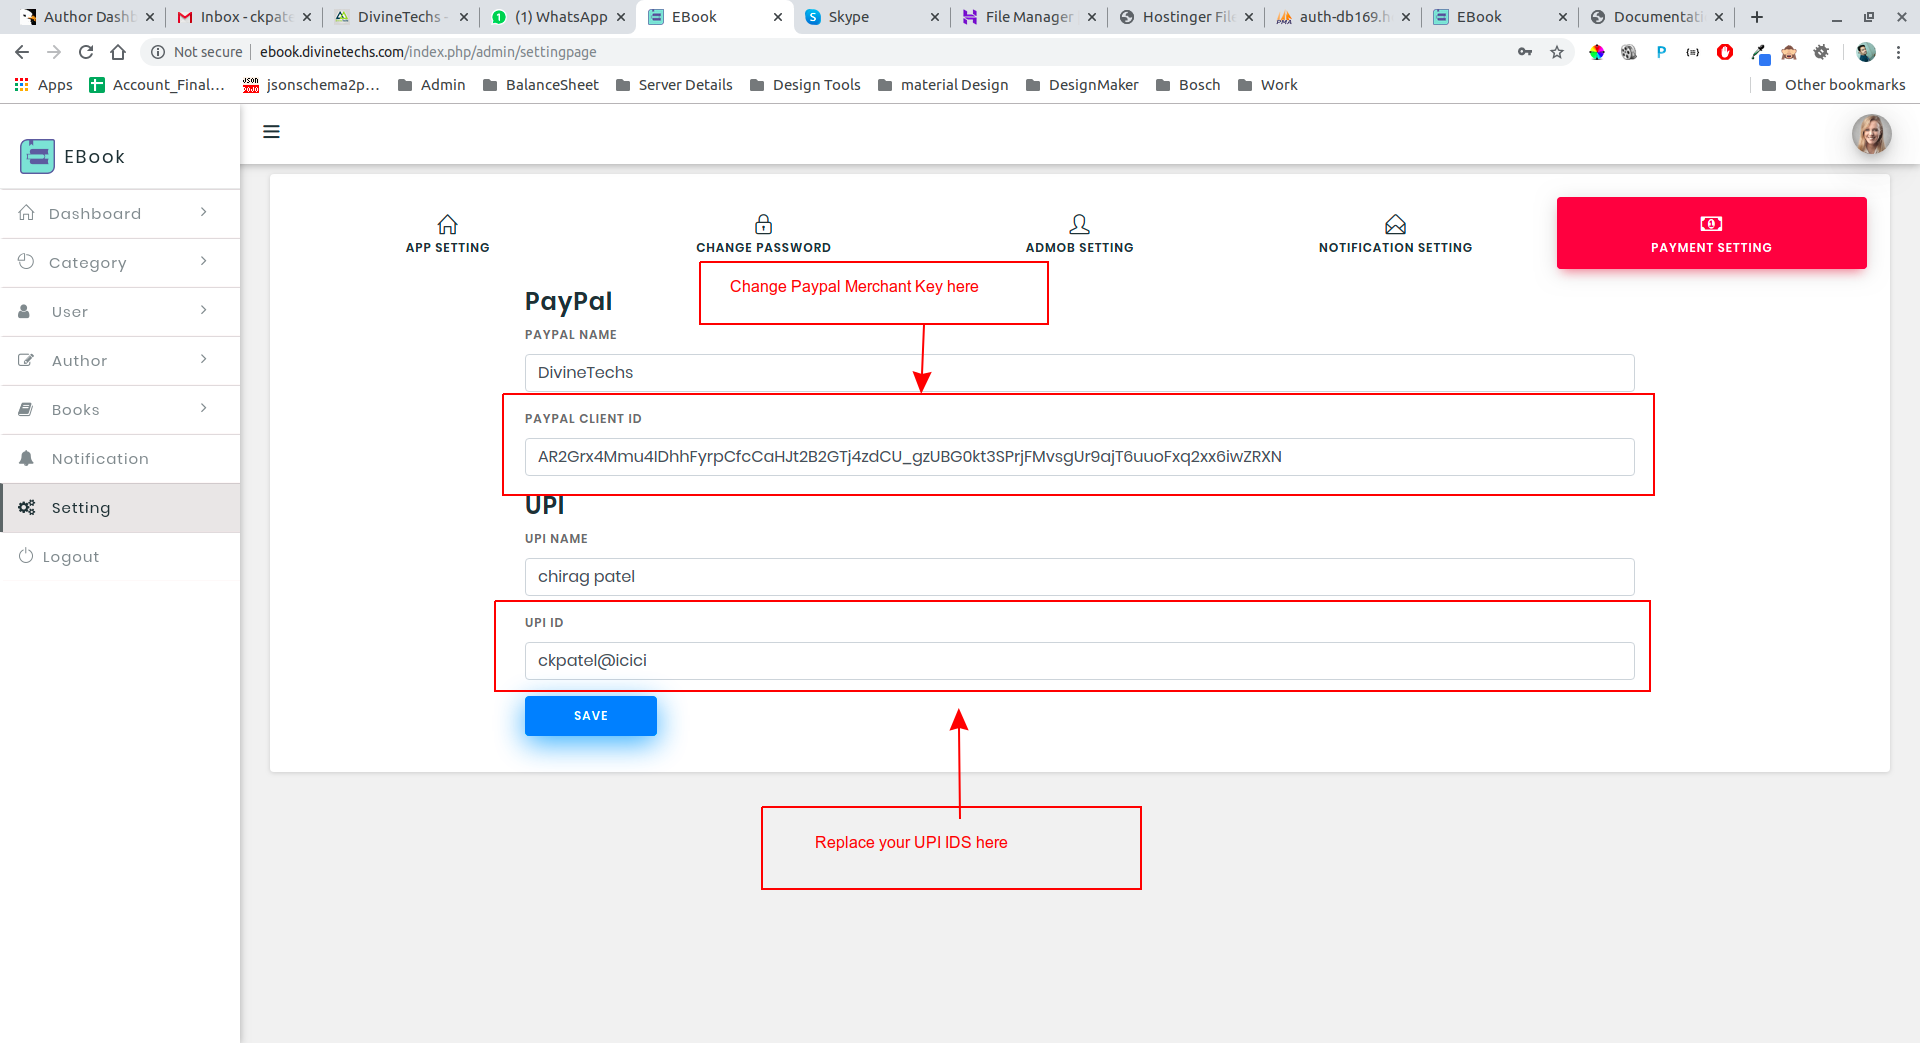 Author Dashb
Inbox - ckpate
DivineTechs -
(1) WhatsApp
EBook
Skype
File Manager
Hostinger File
auth-db169.h
EBook
Documentati
Not secure
ebook.divinetechs.com/index.php/admin/settingpage
Apps
Account_Final...
jsonschema2p...
Admin
BalanceSheet
Server Details
Design Tools
material Design
DesignMaker
Bosch
Work
Other bookmarks
EBook
Dashboard
Category
User
Author
Books
Notification
Setting
Logout
APP SETTING
CHANGE PASSWORD
ADMOB SETTING
NOTIFICATION SETTING
PAYMENT SETTING
Change Paypal Merchant Key here
PayPal
PAYPAL NAME
DivineTechs
PAYPAL CLIENT ID
AR2Grx4Mmu4IDhhFyrpCfcCaHJt2B2GTj4zdCU_gzUBG0kt3SPrjFMvsgUr9ajT6uuoFxq2xx6iwZRXN
UPI
UPI NAME
chirag patel
UPI ID
ckpatel@icici
SAVE
Replace your UPI IDS here